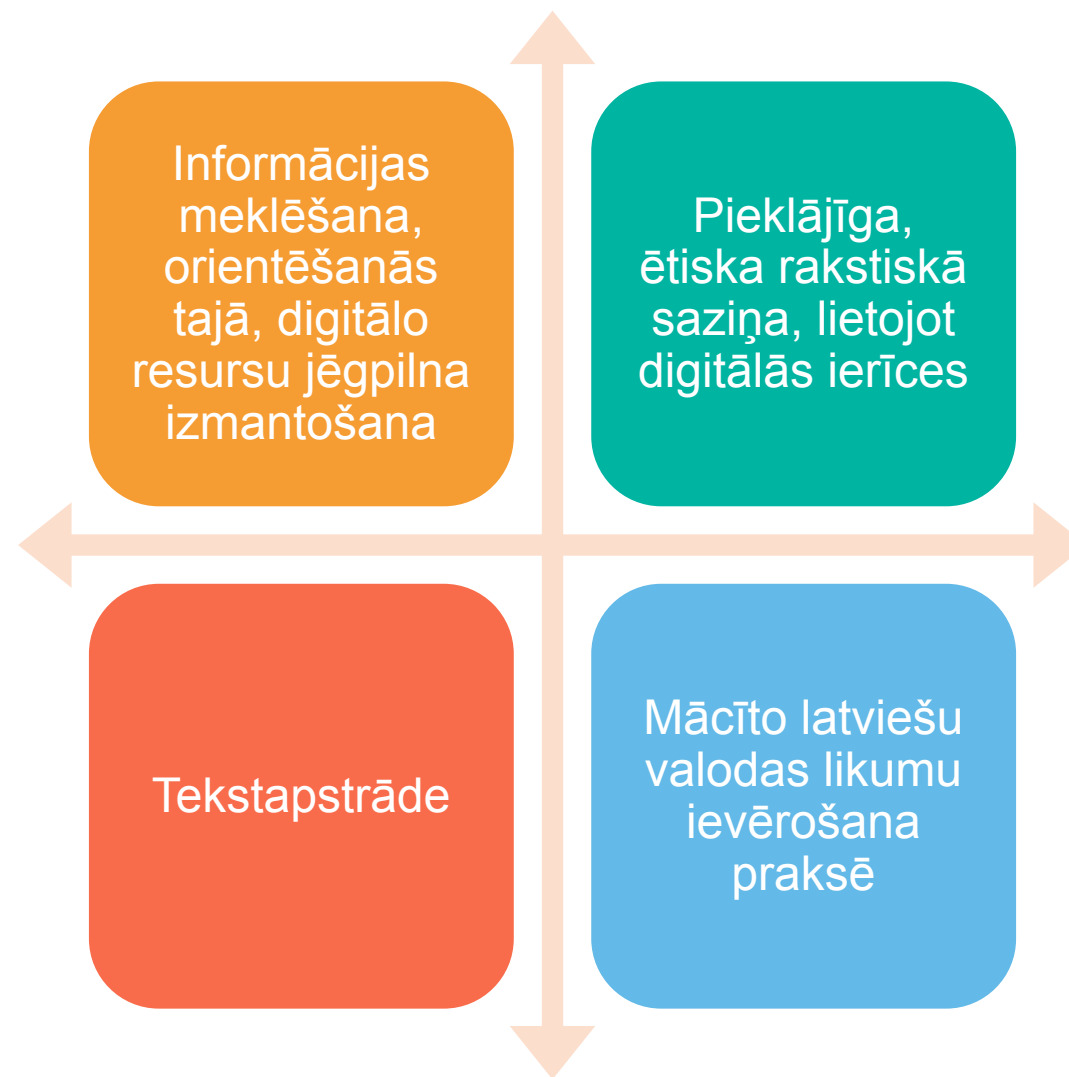 Informācijas
meklēšana,
orientēšanās
tajā, digitālo
resursu jēgpilna
izmantošana
Pieklājīga,
ētiska rakstiskā
saziņa, lietojot
digitālās ierīces
Tekstapstrāde
Mācīto latviešu
valodas likumu
ievērošana
praksē